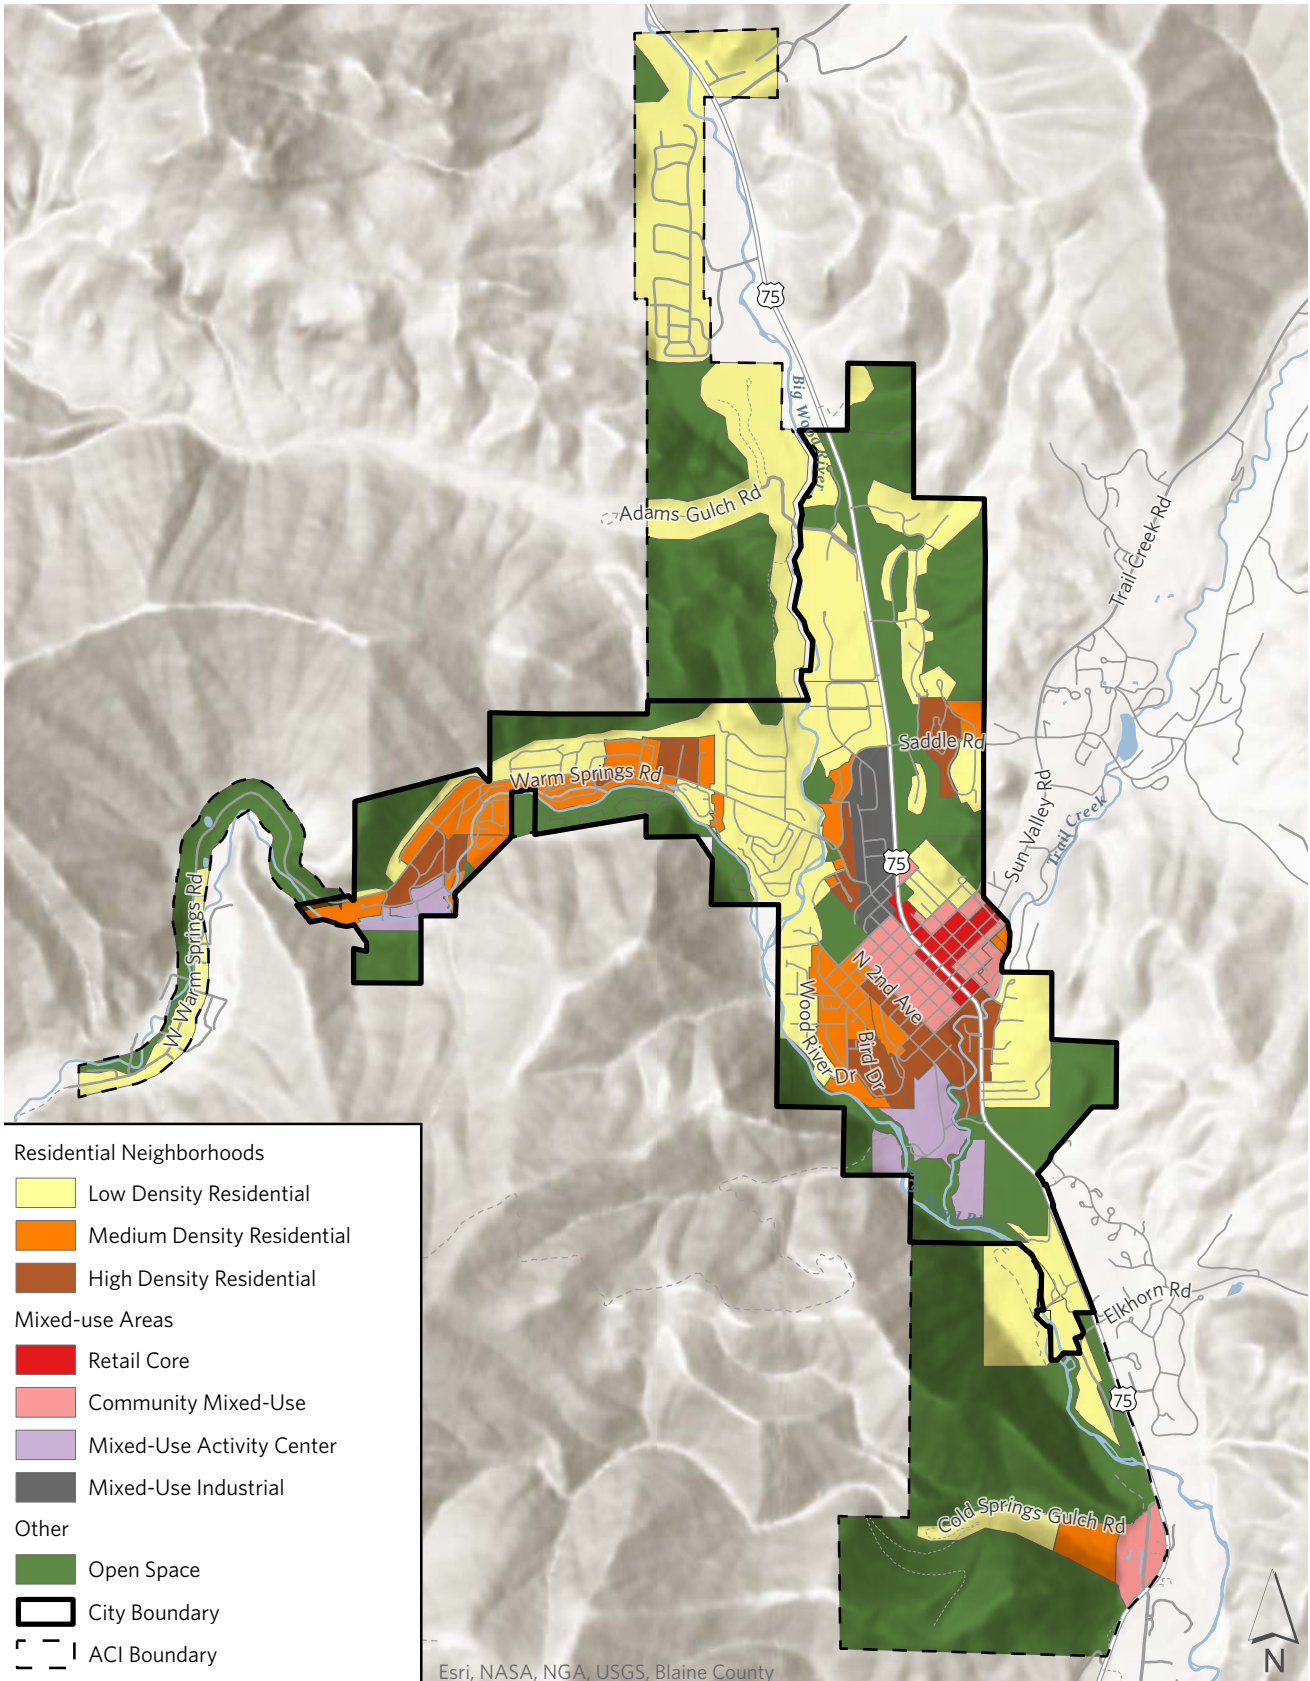 75
Big Wood River
Adams Gulch Rd
Trail Creek Rd
Saddle Rd
Warm Springs Rd
Sun Valley Rd
Trail Creek
75
W Warm Springs Rd
N 2nd Ave
Wood River Dr
Bird Dr
Big Wood River
Elkhorn Rd
75
Cold Springs Gulch Rd
Residential Neighborhoods
Low Density Residential
Medium Density Residential
High Density Residential
Mixed-use Areas
Retail Core
Community Mixed-Use
Mixed-Use Activity Center
Mixed-Use Industrial
Other
Open Space
City Boundary
ACI Boundary
Esri, NASA, NGA, USGS, Blaine County
N